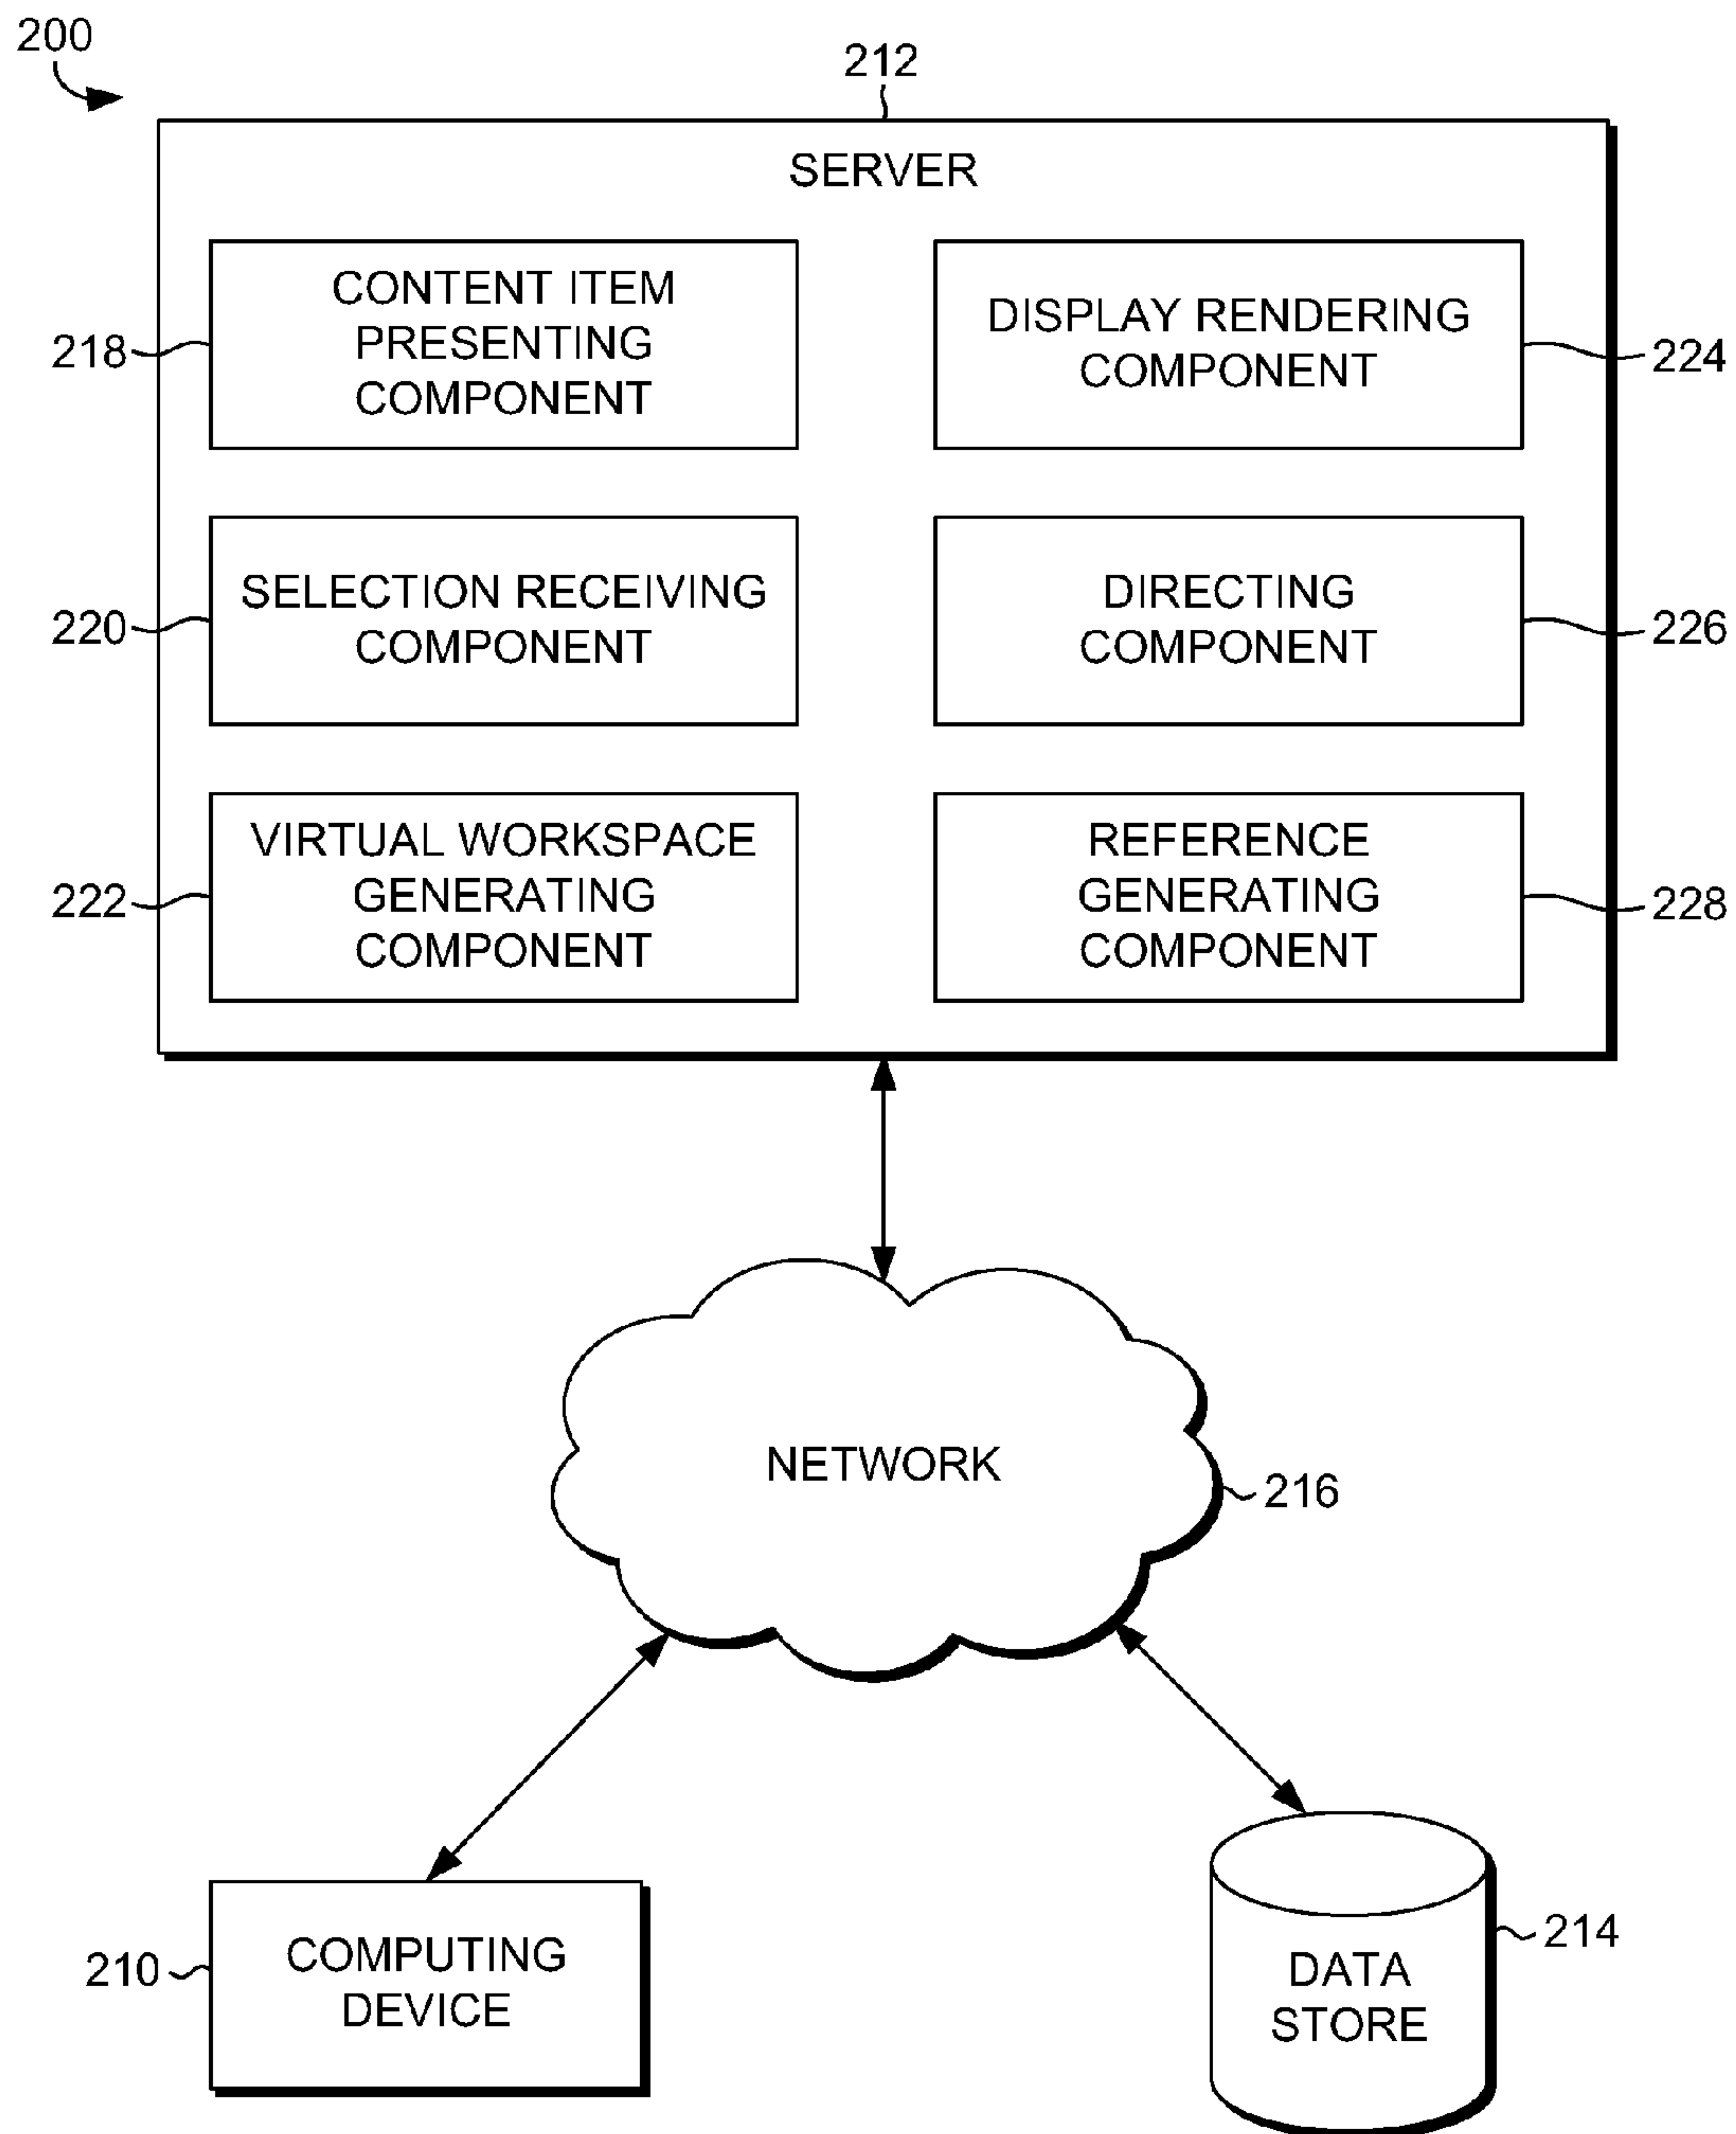 200
212
SERVER
CONTENT ITEM
PRESENTING
COMPONENT
218
DISPLAY RENDERING
COMPONENT
224
SELECTION RECEIVING
COMPONENT
220
DIRECTING
COMPONENT
226
VIRTUAL WORKSPACE
GENERATING
COMPONENT
222
REFERENCE
GENERATING
COMPONENT
228
NETWORK
216
COMPUTING
DEVICE
210
DATA
STORE
214